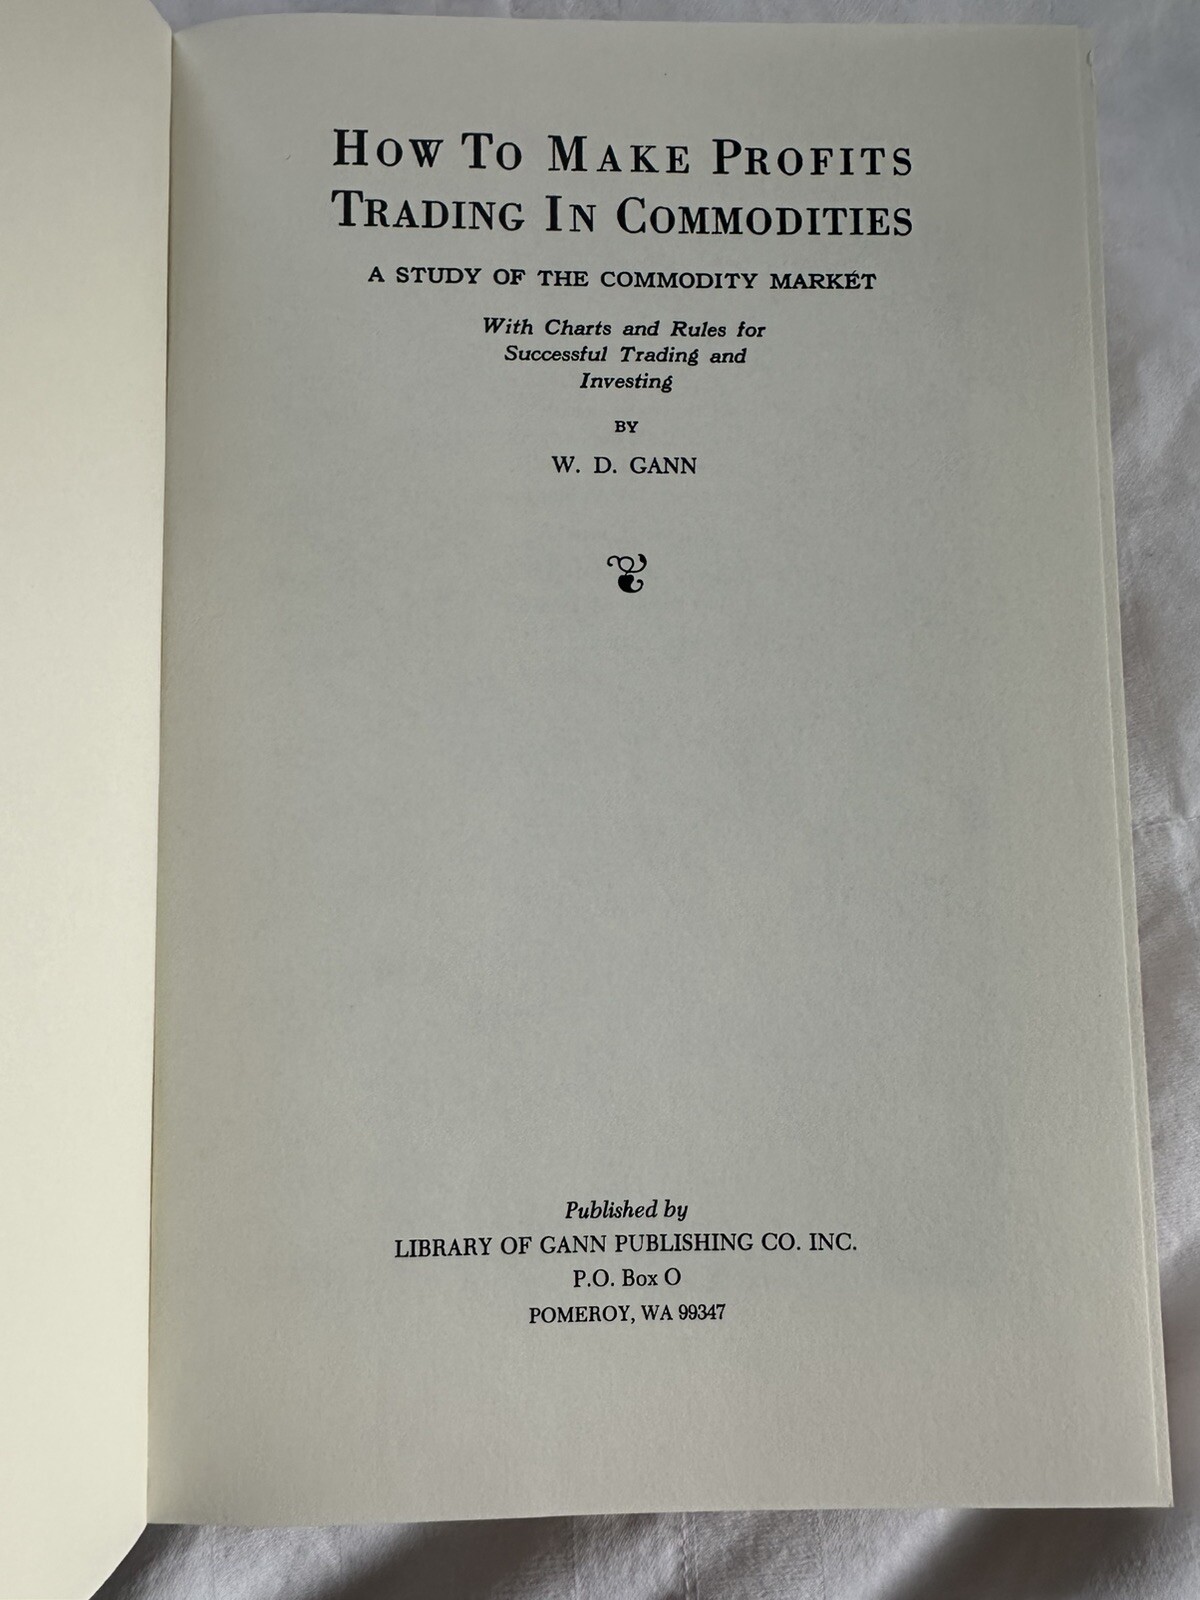 How To Make Profits
Trading In Commodities
A STUDY OF THE COMMODITY MARKET
With Charts and Rules for
Successful Trading and
Investing
BY
W. D. GANN
Published by
LIBRARY OF GANN PUBLISHING CO. INC.
P.O. Box O
POMEROY, WA 99347